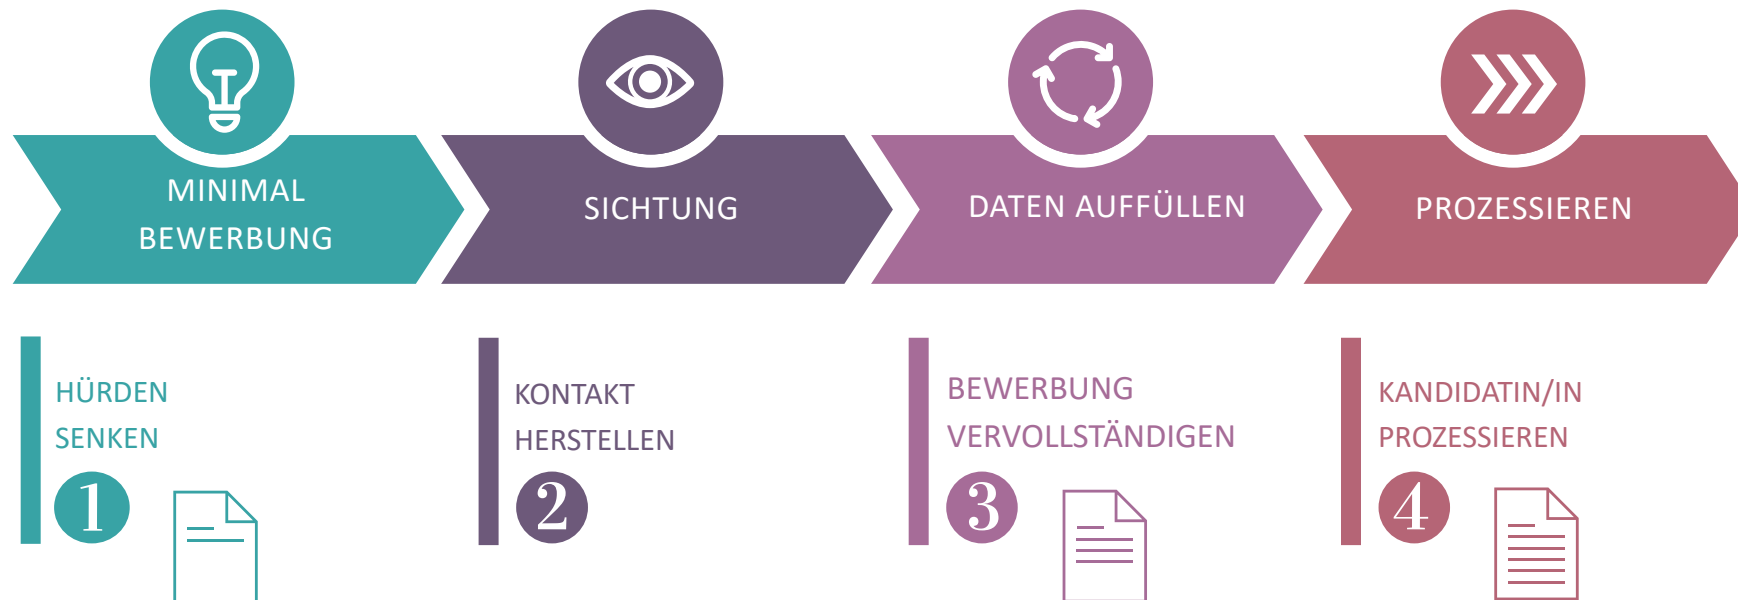 MINIMAL
BEWERBUNG
SICHTUNG
DATEN AUFFÜLLEN
PROZESSIEREN
HÜRDEN
SENKEN
1
KONTAKT
HERSTELLEN
2
BEWERBUNG
VERVOLLSTÄNDIGEN
3
KANDIDATIN/IN
PROZESSIEREN
4